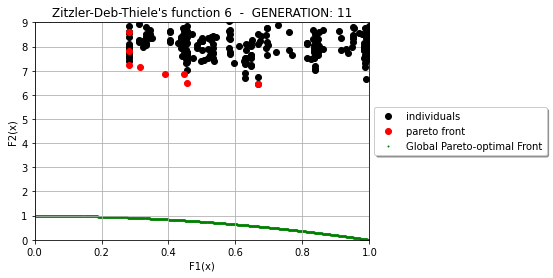 Zitzler-Deb-Thiele's function 6 - GENERATION: 11
9
8
7
6
5
4
3
2
1
0
F2(x)
0.0 0.2 0.4 0.6 0.8 1.0
F1(x)
individuals
pareto front
Global Pareto-optimal Front